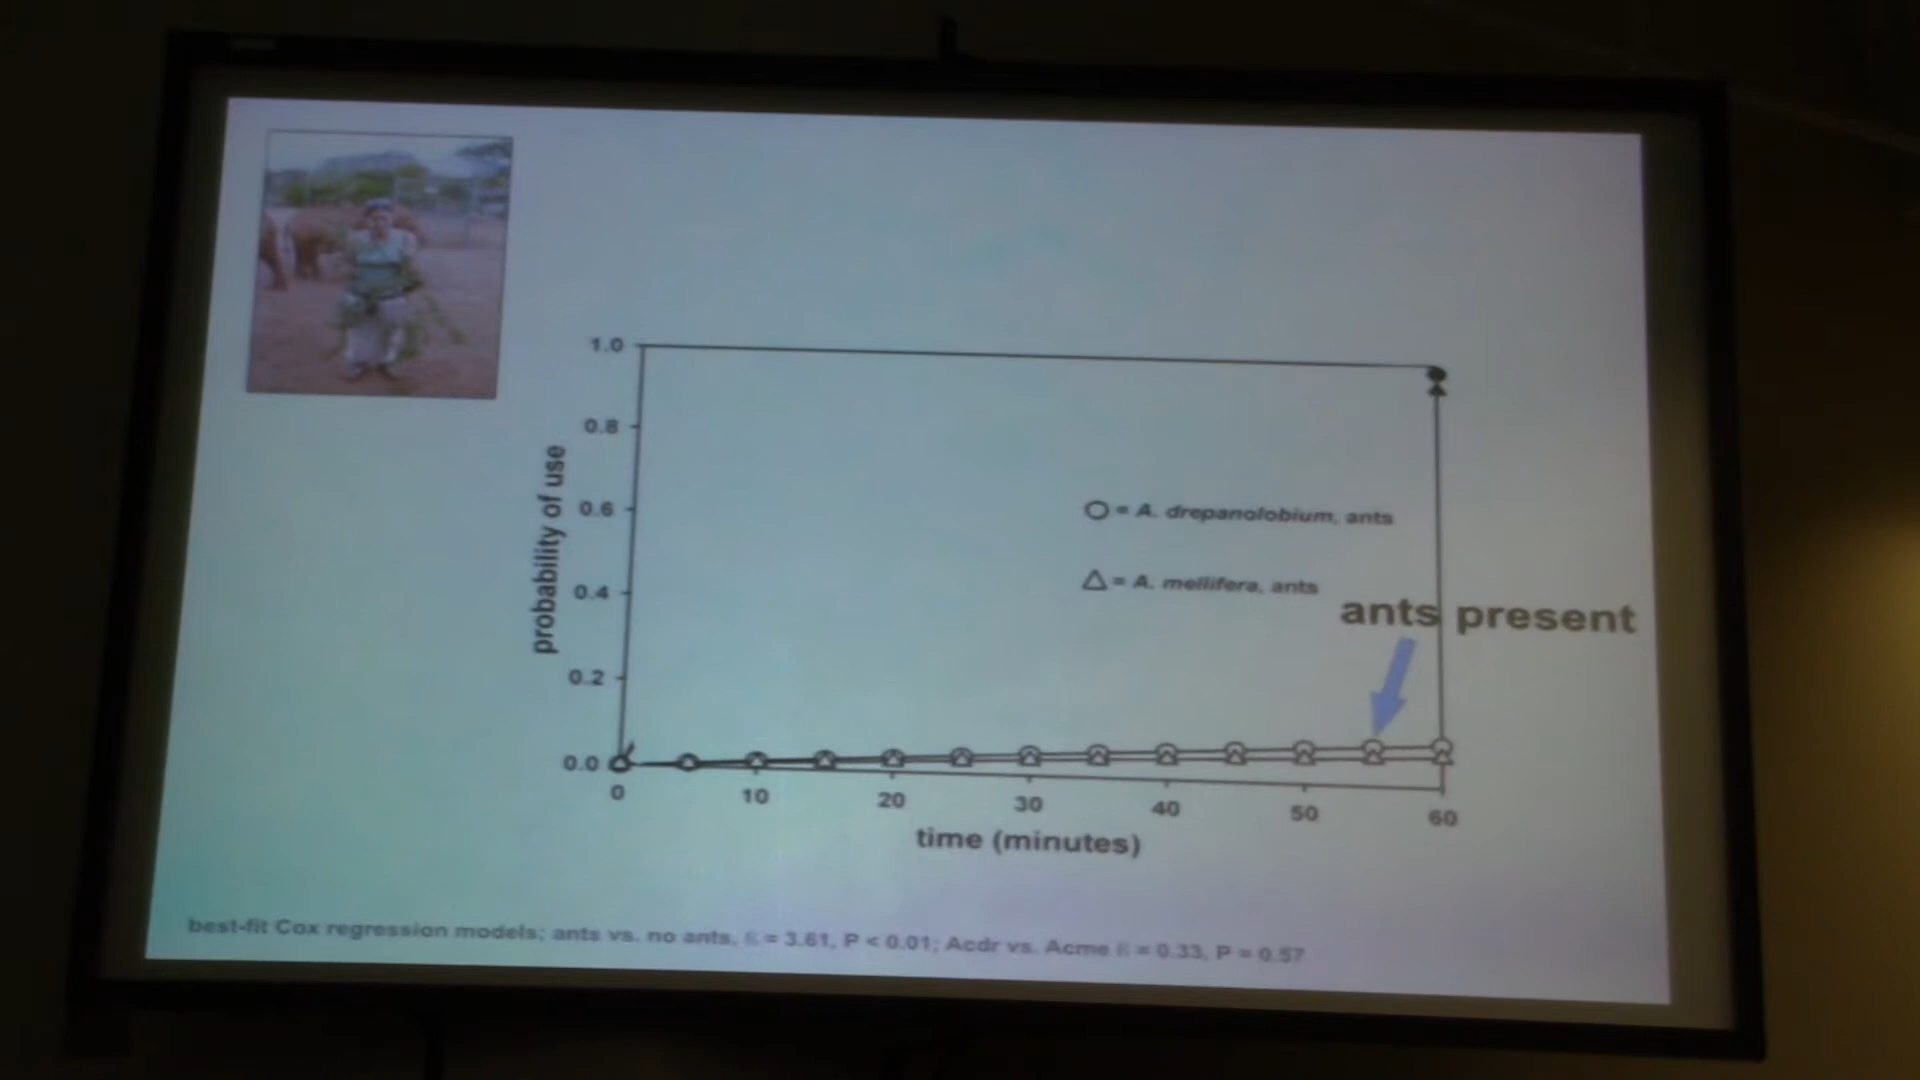 1.0
0.8
0.6
0.4
0.2
0.0
probability of use
= A. drepanolobium, ants
= A. mellifera, ants
ants present
0 10 20 30 40 50 60
time (minutes)
best-fit Cox regression models; ants vs. no ants, ß = 3.61, P < 0.01; Acdr vs. Acme ß = 0.33, P = 0.57